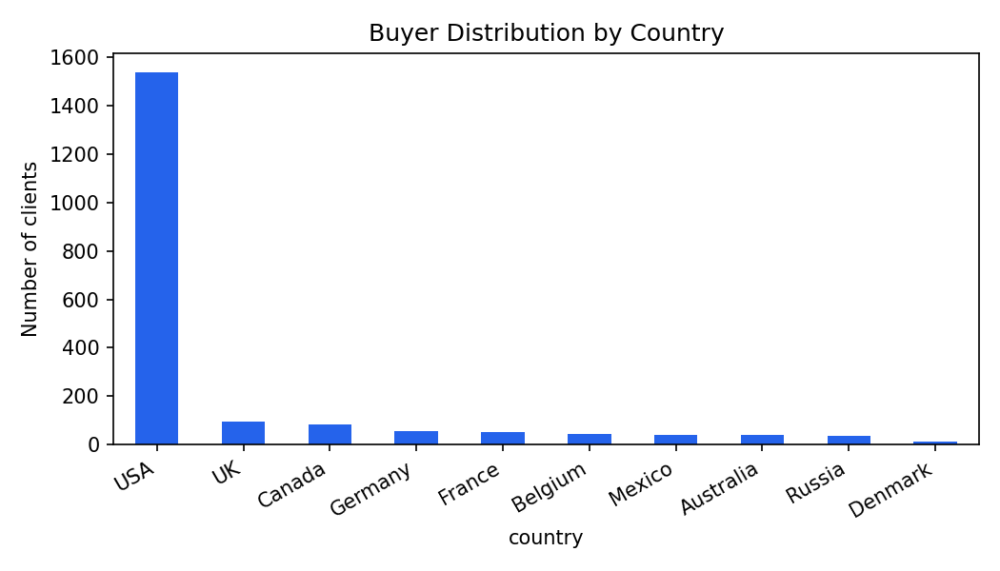 Buyer Distribution by Country
Number of clients
1600
1400
1200
1000
800
600
400
200
0
USA
UK
Canada
Germany
France
Belgium
Mexico
Australia
Russia
Denmark
country